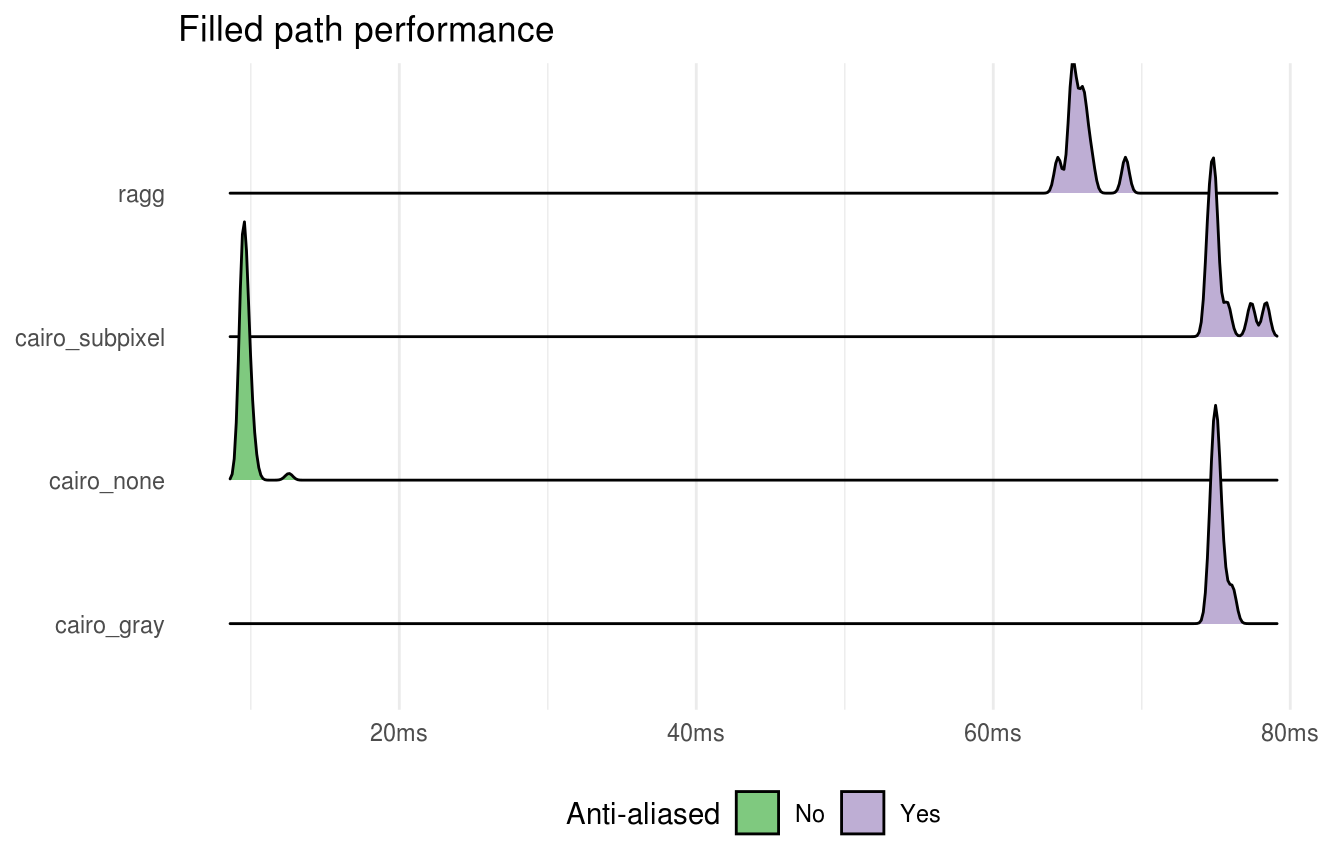 Filled path performance
ragg
cairo_subpixel
cairo_none
cairo_gray
20ms 40ms 60ms 80ms
Anti-aliased No Yes